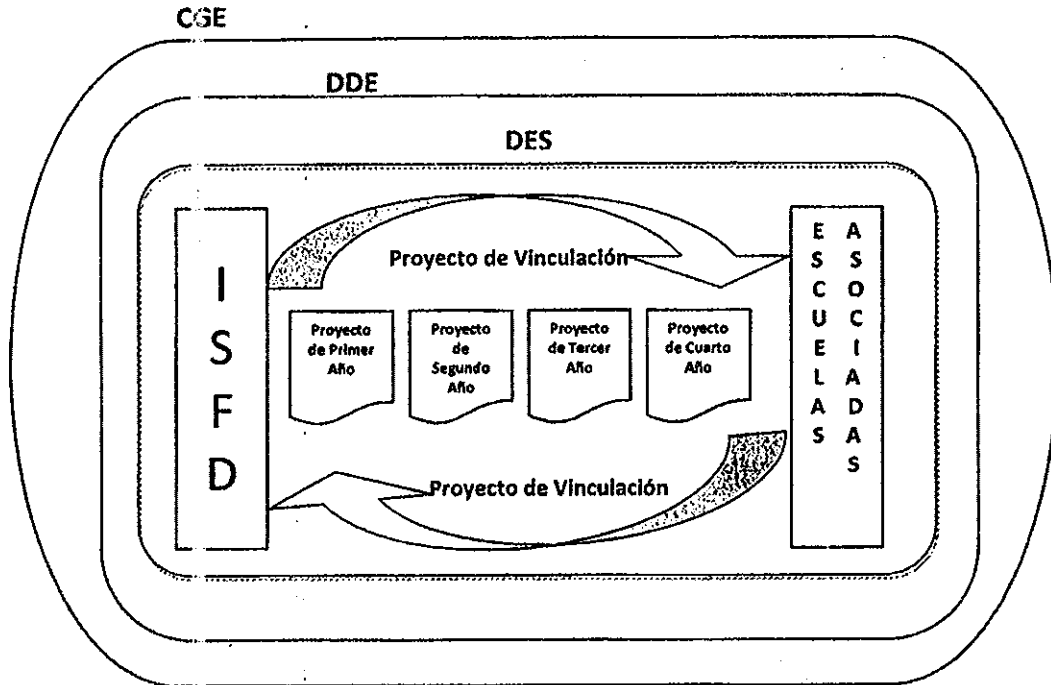 CGE
DDE
DES
ISFD
Proyecto de Vinculación
Proyecto
de Primer
Año
Proyecto
de
Segundo
Año
Proyecto
de Tercer
Año
Proyecto
de Cuarto
Año
ESCUELAS
ASOCIADAS
Proyecto de Vinculación